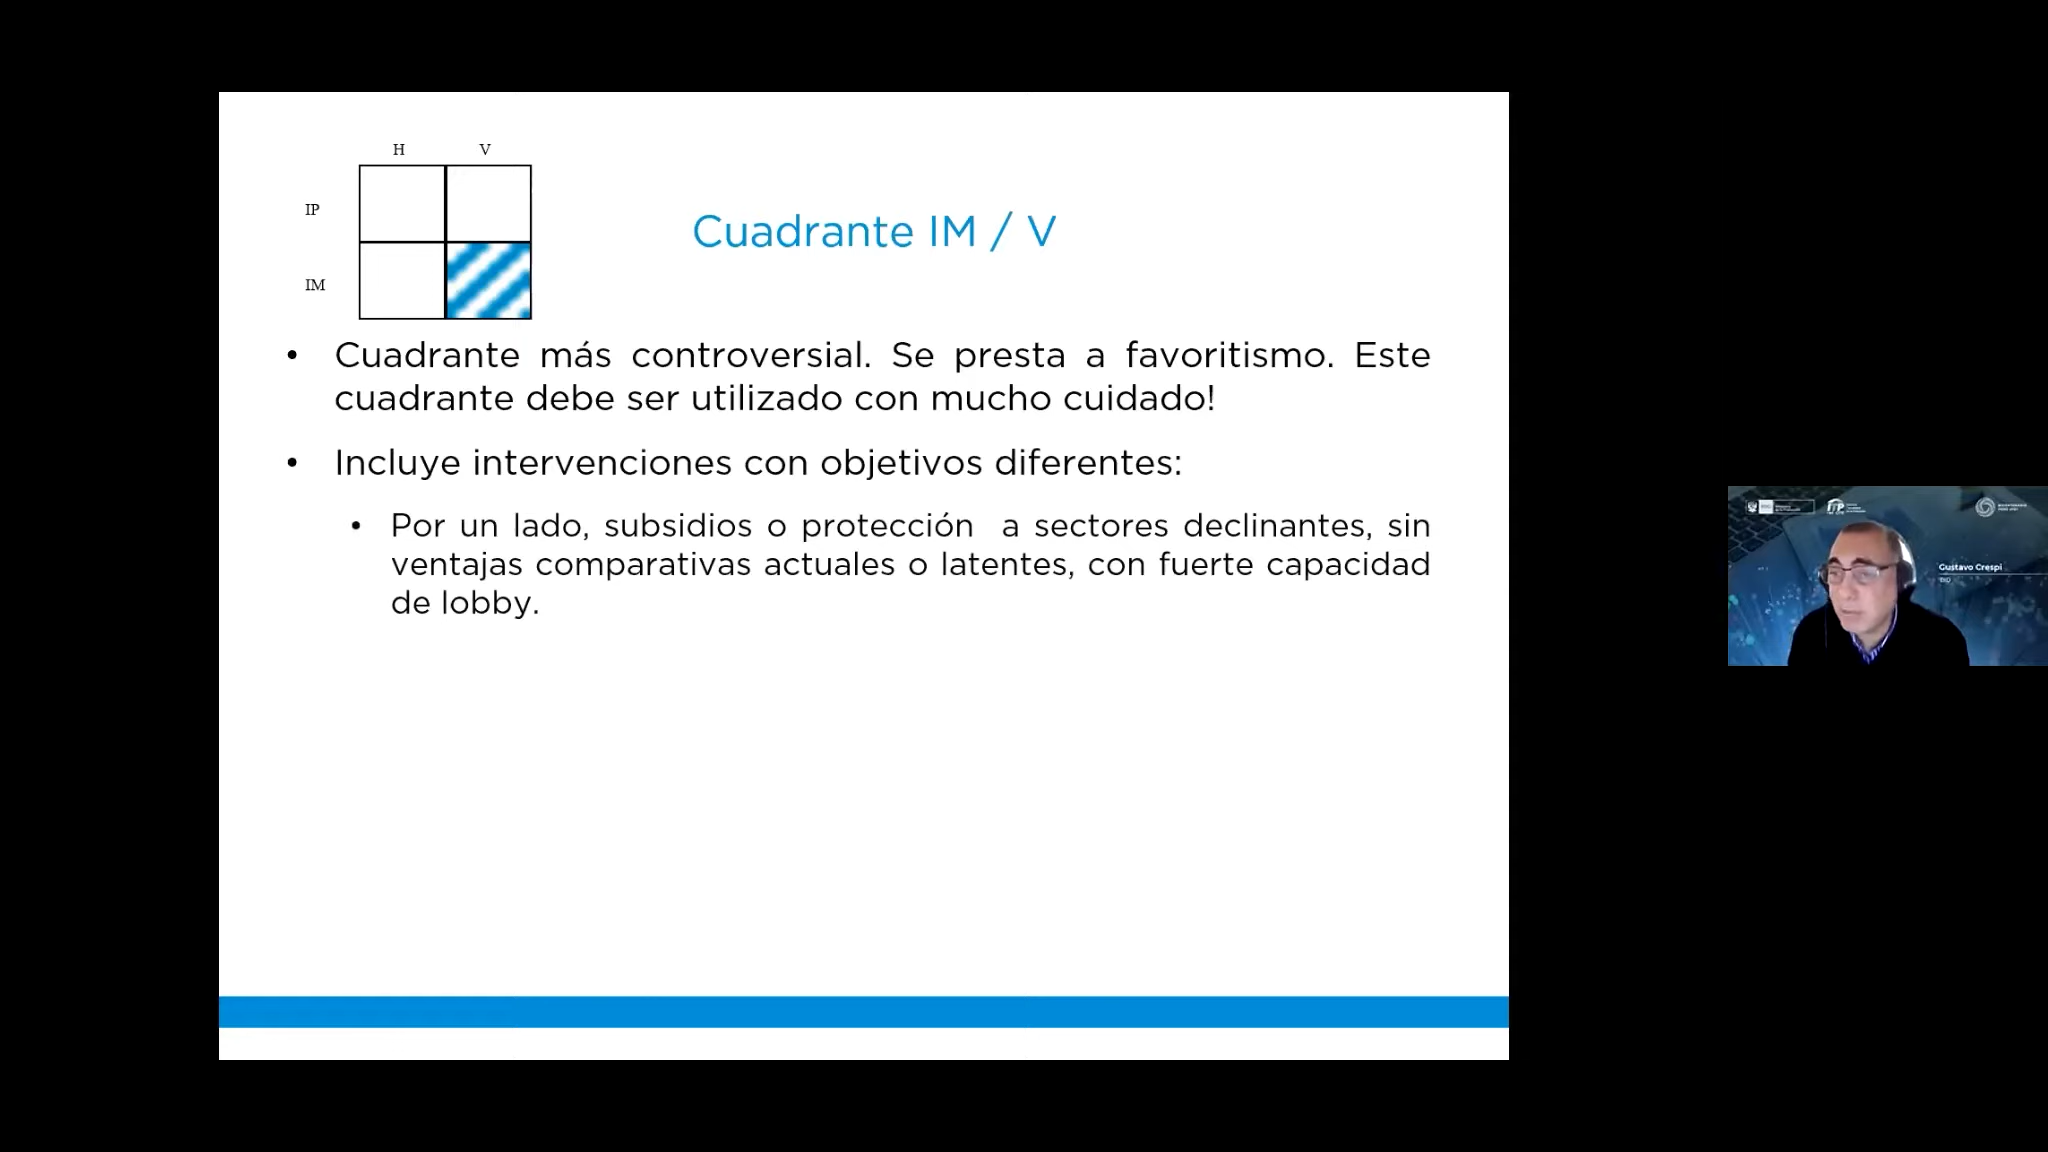 H V
IP
IM
Cuadrante IM / V
• Cuadrante más controversial. Se presta a favoritismo. Este
cuadrante debe ser utilizado con mucho cuidado!
• Incluye intervenciones con objetivos diferentes:
• Por un lado, subsidios o protección a sectores declinantes, sin
ventajas comparativas actuales o latentes, con fuerte capacidad
de lobby.
Gustavo Crespi
BID